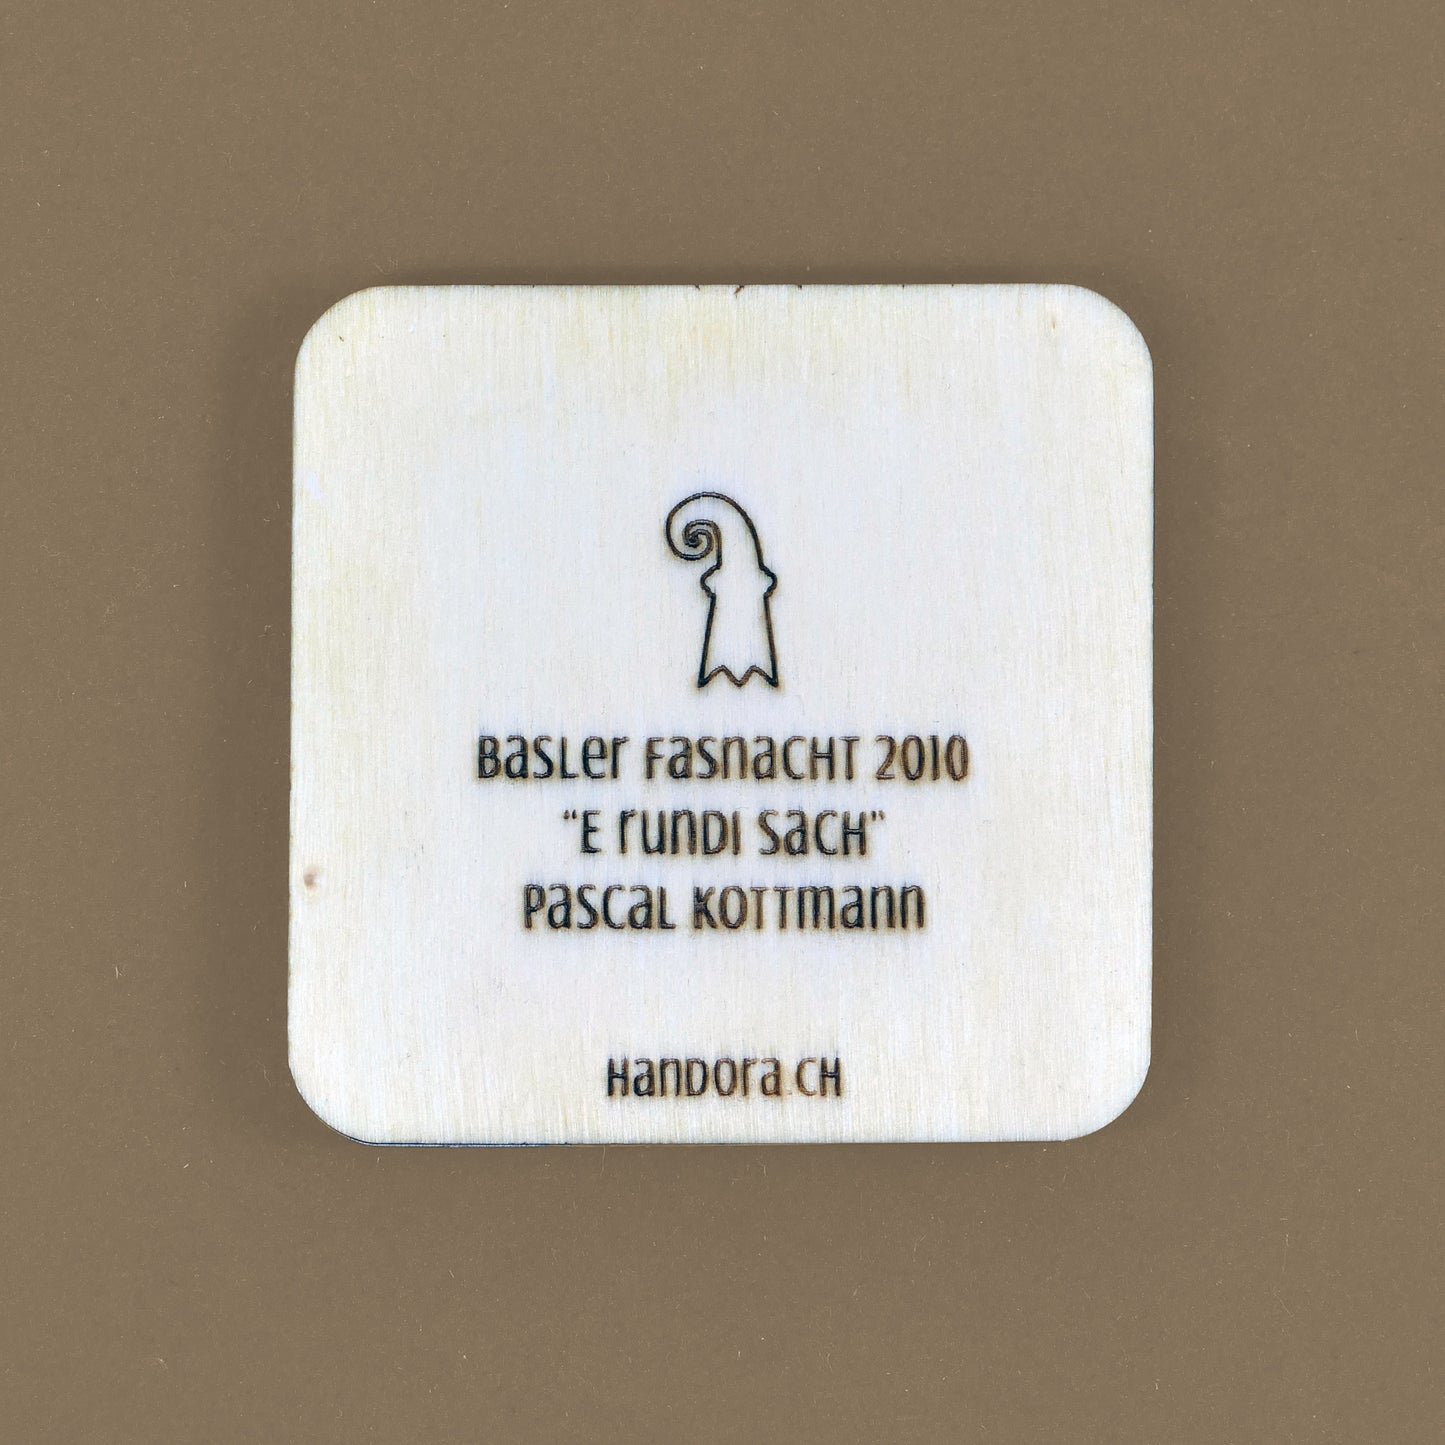 Basler Fasnacht 2010
“E rundi Sach”
Pascal Kottmann
Handora.ch